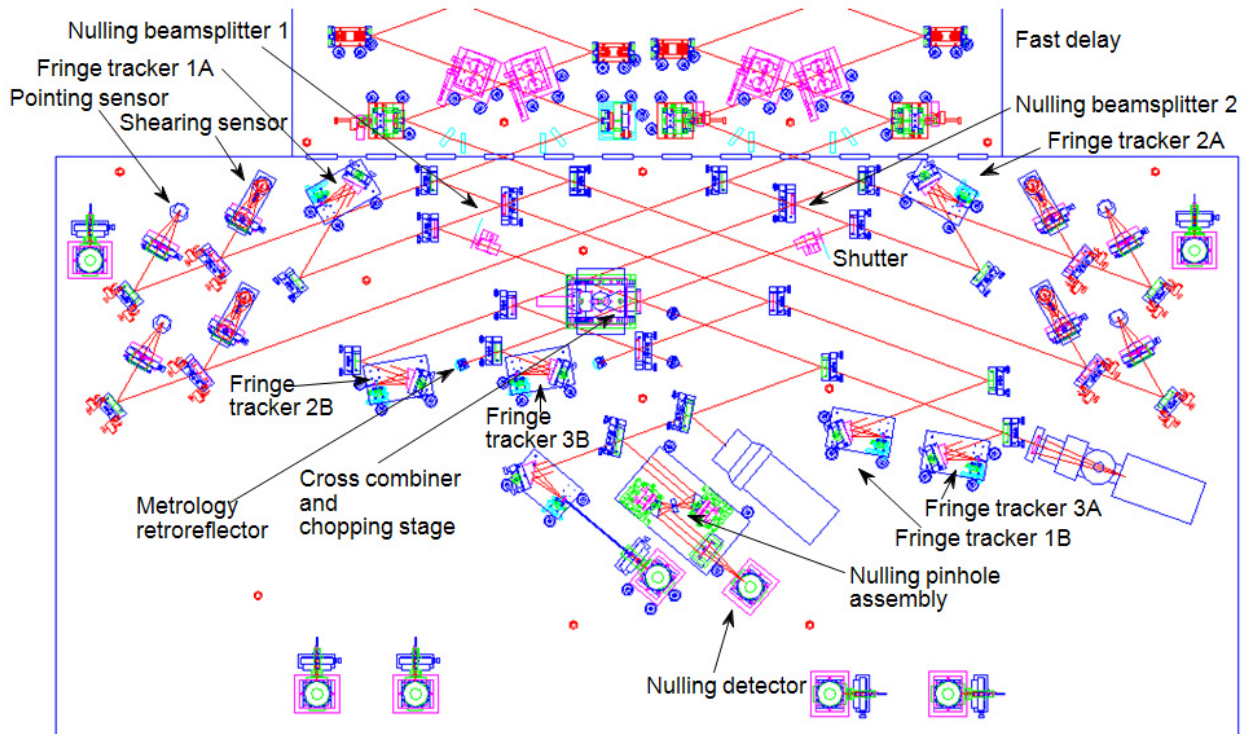 Nulling beamsplitter 1
Fast delay
Fringe tracker 1A
Pointing sensor
Nulling beamsplitter 2
Shearing sensor
Fringe tracker 2A
Shutter
Fringe
tracker 2B
Fringe
tracker 3B
Metrology
retroreflector
Cross combiner
and
chopping stage
Fringe tracker 3A
Fringe tracker 1B
Nulling pinhole
assembly
Nulling detector